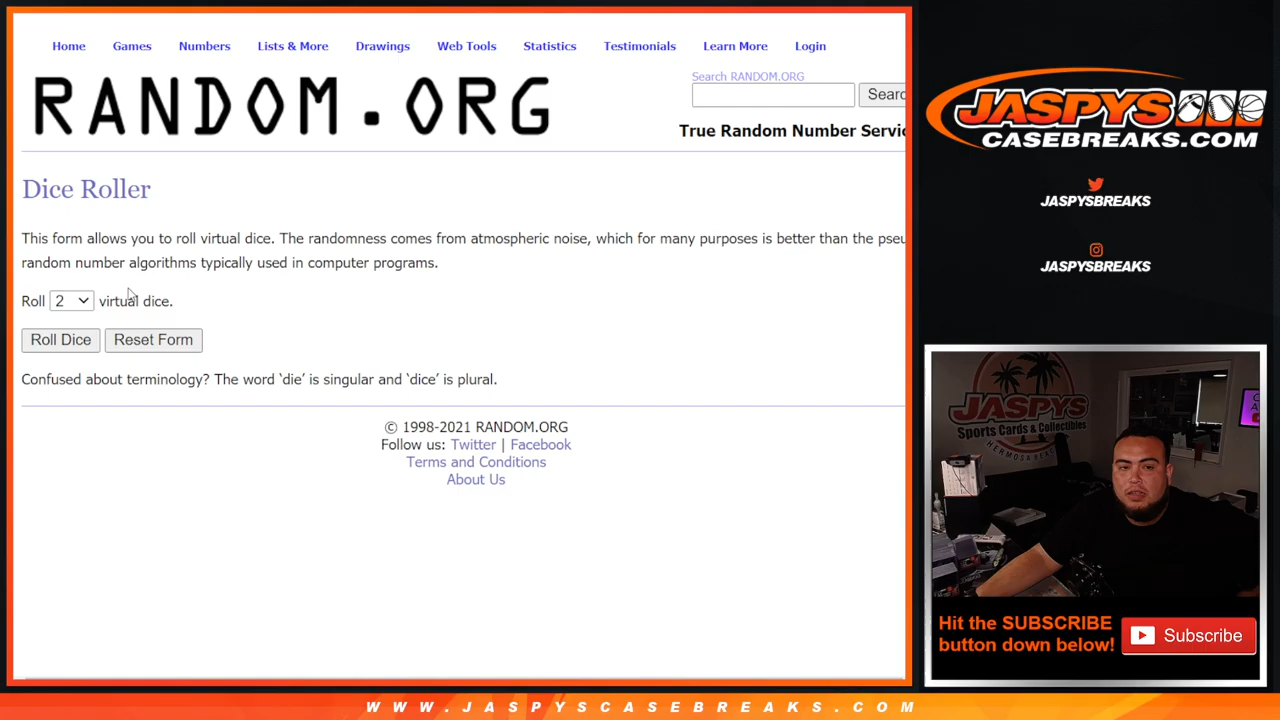 Home Games Numbers Lists & More Drawings Web Tools Statistics Testimonials Learn More Login
RANDOM.ORG
Search RANDOM.ORG
Searc
True Random Number Servic
Dice Roller
This form allows you to roll virtual dice. The randomness comes from atmospheric noise, which for many purposes is better than the pseu
random number algorithms typically used in computer programs.
Roll 2 virtual dice.
Roll Dice Reset Form
Confused about terminology? The word ‘die’ is singular and ‘dice’ is plural.
© 1998-2021 RANDOM.ORG
Follow us: Twitter | Facebook
Terms and Conditions
About Us
JASPYS
CASEBREAKS.COM
JASPYSBREAKS
JASPYSBREAKS
JASPYS
Sports Cards & Collectibles
HERMOSA BEACH
Hit the SUBSCRIBE
button down below!
Subscribe
WWW.JASPYSCASEBREAKS.COM